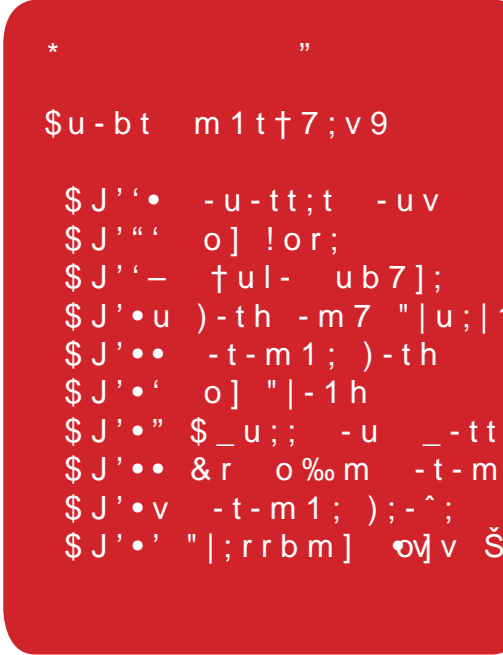 * ”
$u-bt m1t†7;v9
$J’‘• -u-tt;t -uv
$J’“‘ o] !or;
$J’‘– †ul- ub7];
$J’•u )-th -m7 "|u;|
$J’•• -t-m1; )-th
$J’•‘ o] "|-1h
$J’•” $_u;; -u _-tt
$J’•• &r o‰m -t-m
$J’•v -t-m1; );-ˆ;
$J’•’ "|;rrbm]